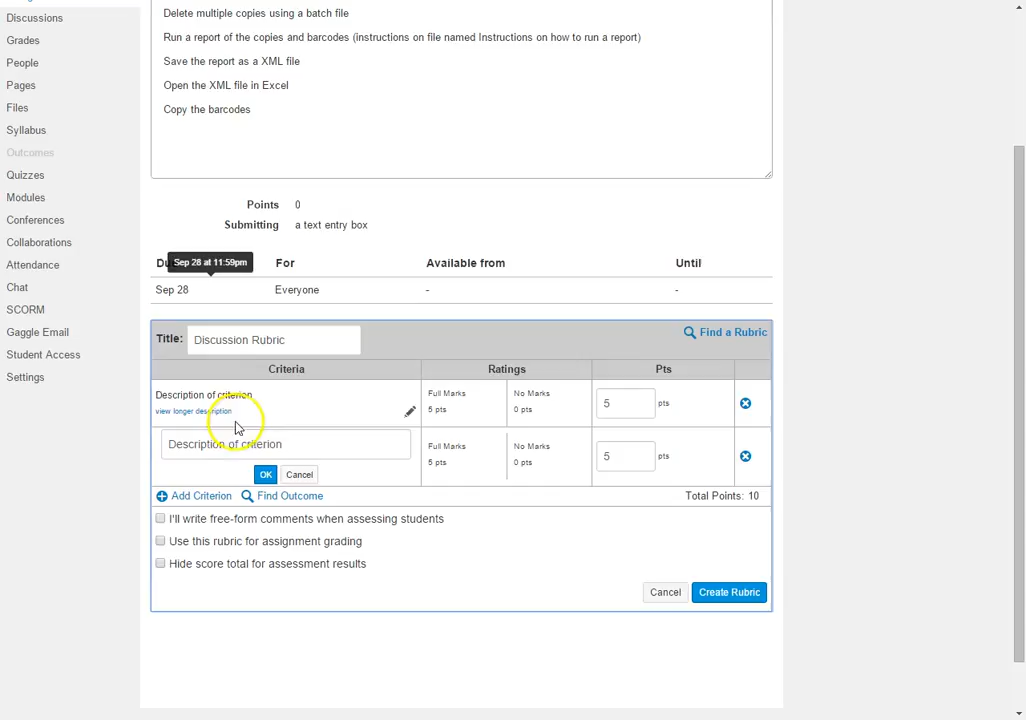 Discussions
Grades
People
Pages
Files
Syllabus
Outcomes
Quizzes
Modules
Conferences
Collaborations
Attendance
Chat
SCORM
Gaggle Email
Student Access
Settings
Delete multiple copies using a batch file
Run a report of the copies and barcodes (instructions on file named Instructions on how to run a report)
Save the report as a XML file
Open the XML file in Excel
Copy the barcodes
Points 0
Submitting a text entry box
Sep 28 at 11:59pm
Du For Available from Until
Sep 28 Everyone - -
Title: Discussion Rubric Find a Rubric
Criteria Ratings Pts
Description of criterion Full Marks No Marks
view longer description 5 pts 0 pts 5 pts
Description of criterion Full Marks No Marks
5 pts 0 pts 5 pts
OK Cancel
Add Criterion Find Outcome Total Points: 10
I'll write free-form comments when assessing students
Use this rubric for assignment grading
Hide score total for assessment results
Cancel Create Rubric